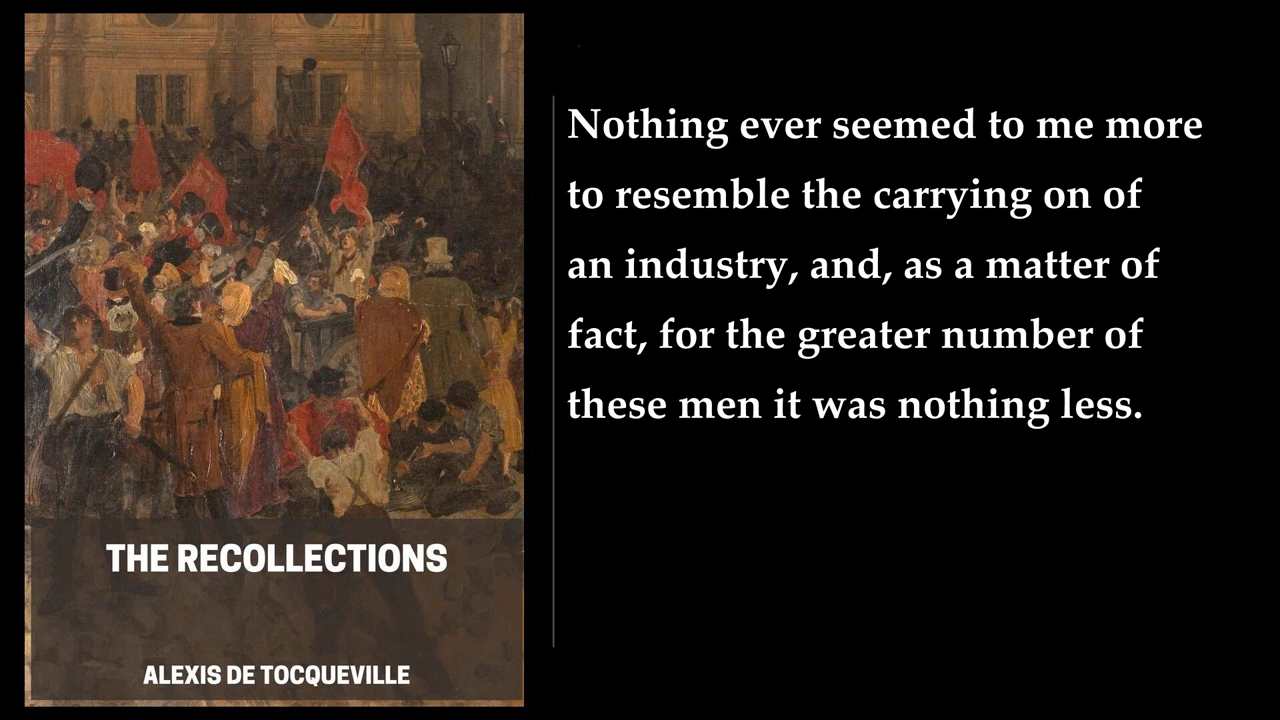 THE RECOLLECTIONS
ALEXIS DE TOCQUEVILLE
Nothing ever seemed to me more
to resemble the carrying on of
an industry, and, as a matter of
fact, for the greater number of
these men it was nothing less.